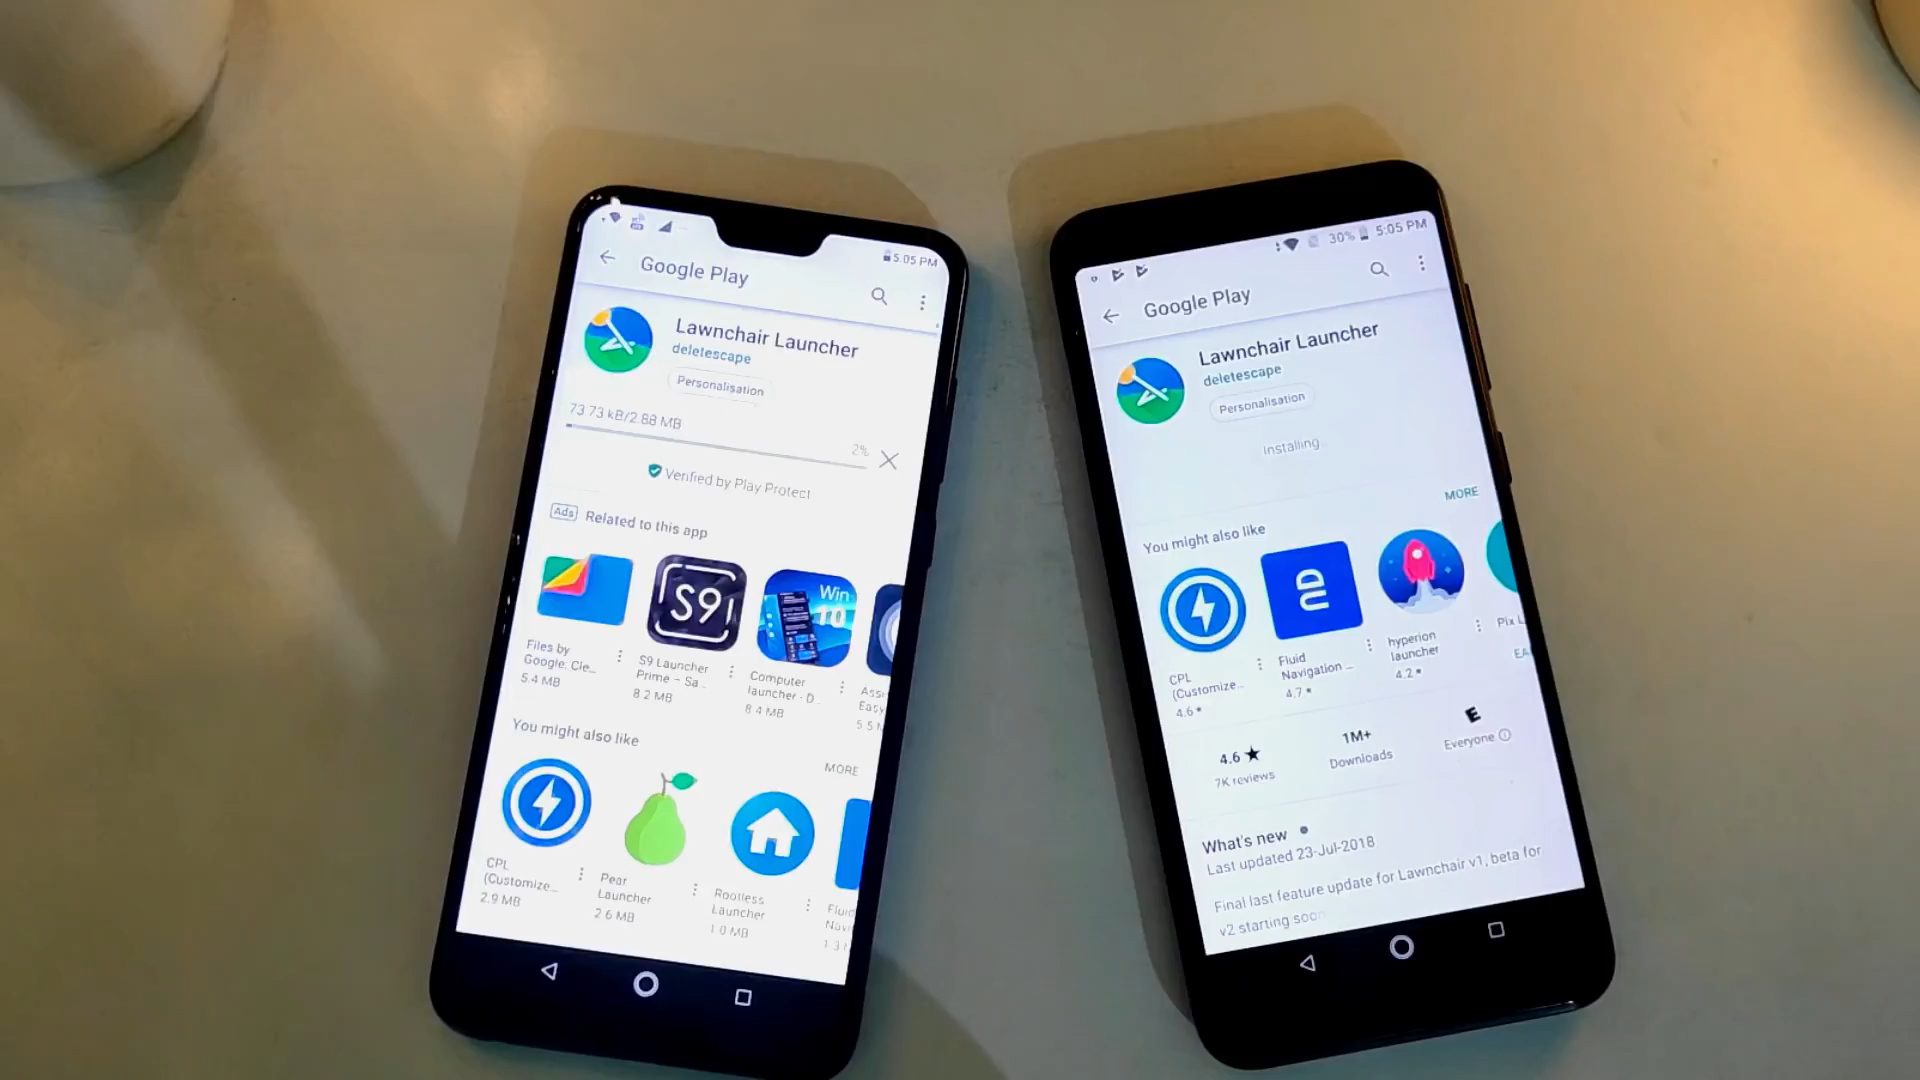 5:05 PM
Google Play
Lawnchair Launcher
deletescape
Personalisation
73.73 kB/2.88 MB
2%
Verified by Play Protect
Ads Related to this app
S9
Win
10
Files by
Google: Cle...
5.4 MB
S9 Launcher
Prime – Sa...
8.2 MB
Computer
launcher - D...
8.4 MB
Easy
You might also like
MORE
CPL
(Customize...
2.9 MB
Pear
Launcher
2.6 MB
Rootless
Launcher
1.0 MB
30% 5:05 PM
Google Play
Lawnchair Launcher
deletescape
Personalisation
Installing...
You might also like
MORE
CPL
(Customize...
4.6 ★
Fluid
Navigation ...
4.7 ★
hyperion
launcher
4.2 ★
Pix L
EA
4.6 ★
7K reviews
1M+
Downloads
E
Everyone
What's new
Last updated 23-Jul-2018
Final last feature update for Lawnchair v1, beta for
v2 starting soon